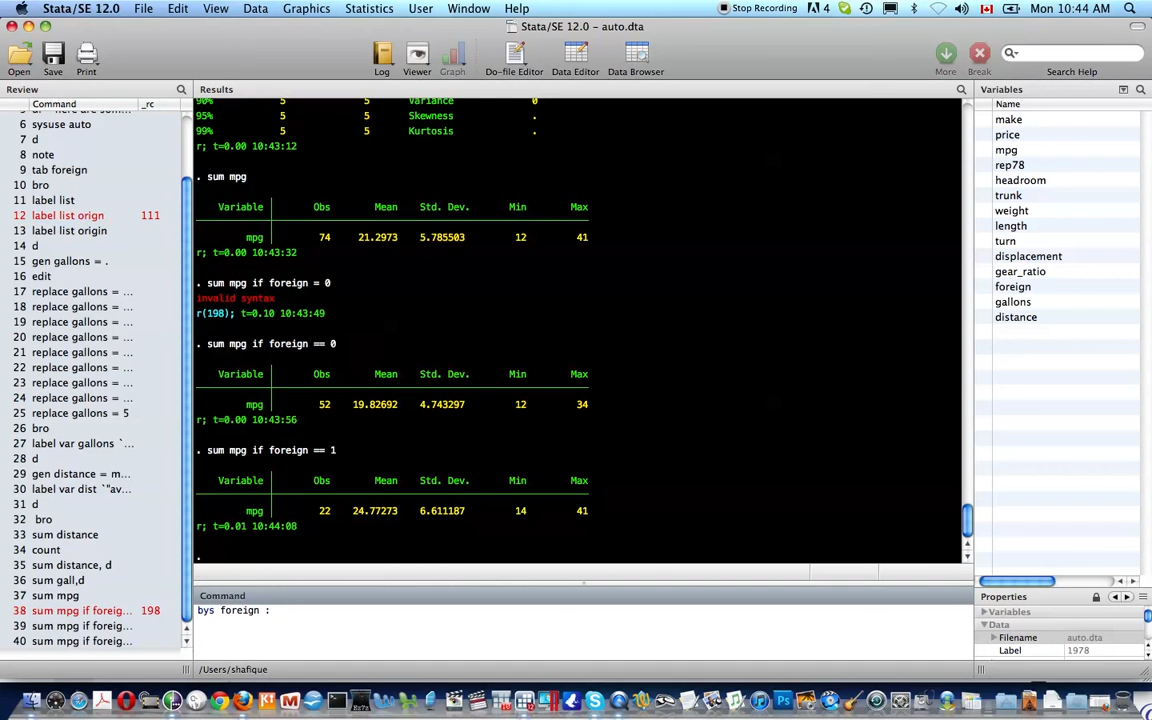 Stata/SE 12.0 File Edit View Data Graphics Statistics User Window Help Stop Recording 4 Mon 10:44 AM
Stata/SE 12.0 – auto.dta
Open Save Print Log Viewer Graph Do-file Editor Data Editor Data Browser More Break Search Help
Review
Command _rc
6 sysuse auto
7 d
8 note
9 tab foreign
10 bro
11 label list
12 label list orign 111
13 label list origin
14 d
15 gen gallons = .
16 edit
17 replace gallons = ...
18 replace gallons = ...
19 replace gallons = ...
20 replace gallons = ...
21 replace gallons = ...
22 replace gallons = ...
23 replace gallons = ...
24 replace gallons = ...
25 replace gallons = 5
26 bro
27 label var gallons `...
28 d
29 gen distance = m...
30 label var dist `"av...
31 d
32 bro
33 sum distance
34 count
35 sum distance, d
36 sum gall,d
37 sum mpg
38 sum mpg if foreig... 198
39 sum mpg if foreig...
40 sum mpg if foreig...
Results
90% 5 5 Variance 0
95% 5 5 Skewness .
99% 5 5 Kurtosis .
r; t=0.00 10:43:12
. sum mpg
Variable Obs Mean Std. Dev. Min Max
mpg 74 21.2973 5.785503 12 41
r; t=0.00 10:43:32
. sum mpg if foreign = 0
invalid syntax
r(198); t=0.10 10:43:49
. sum mpg if foreign == 0
Variable Obs Mean Std. Dev. Min Max
mpg 52 19.82692 4.743297 12 34
r; t=0.00 10:43:56
. sum mpg if foreign == 1
Variable Obs Mean Std. Dev. Min Max
mpg 22 24.77273 6.611187 14 41
r; t=0.01 10:44:08
.
Command
bys foreign :
/Users/shafique
Variables
Name
make
price
mpg
rep78
headroom
trunk
weight
length
turn
displacement
gear_ratio
foreign
gallons
distance
Properties
Variables
Data
Filename auto.dta
Label 1978